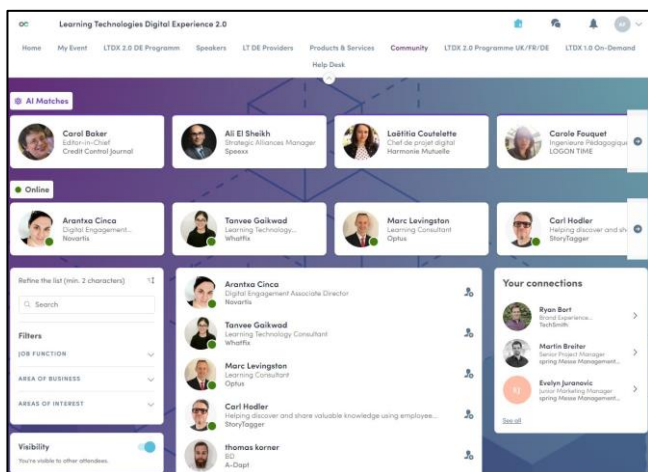 Learning Technologies Digital Experience 2.0
Home My Event LTDX 2.0 DE Programm Speakers LT DE Providers Products & Services Community LTDX 2.0 Programme UK/FR/DE LTDX 1.0 On-Demand
Help Desk
AI Matches
Carol Baker
Editor-in-Chief
Credit Control Journal
Ali El Sheikh
Strategic Alliances Manager
Speexx
Laëtitia Coutelette
Chef de projet digital
Harmonie Mutuelle
Carole Fouquet
Ingenieure Pédagogique
LOGON TIME
Online
Arantxa Cinca
Digital Engagement...
Novartis
Tanvee Gaikwad
Learning Technology...
Whatfix
Marc Levingston
Learning Consultant
Optus
Carl Hodler
Helping discover and sh
StoryTagger
Refine the list (min. 2 characters)
Search
Filters
JOB FUNCTION
AREA OF BUSINESS
AREAS OF INTEREST
Visibility
You're visible to other attendees.
Arantxa Cinca
Digital Engagement Associate Director
Novartis
Tanvee Gaikwad
Learning Technology Consultant
Whatfix
Marc Levingston
Learning Consultant
Optus
Carl Hodler
Helping discover and share valuable knowledge using employee...
StoryTagger
thomas korner
BD
A-Dapt
Your connections
Ryan Bort
Brand Experience...
TechSmith
Martin Breiter
Senior Project Manager
spring Messe Management...
Evelyn Juranovic
Junior Marketing Manager
spring Messe Management...
See all